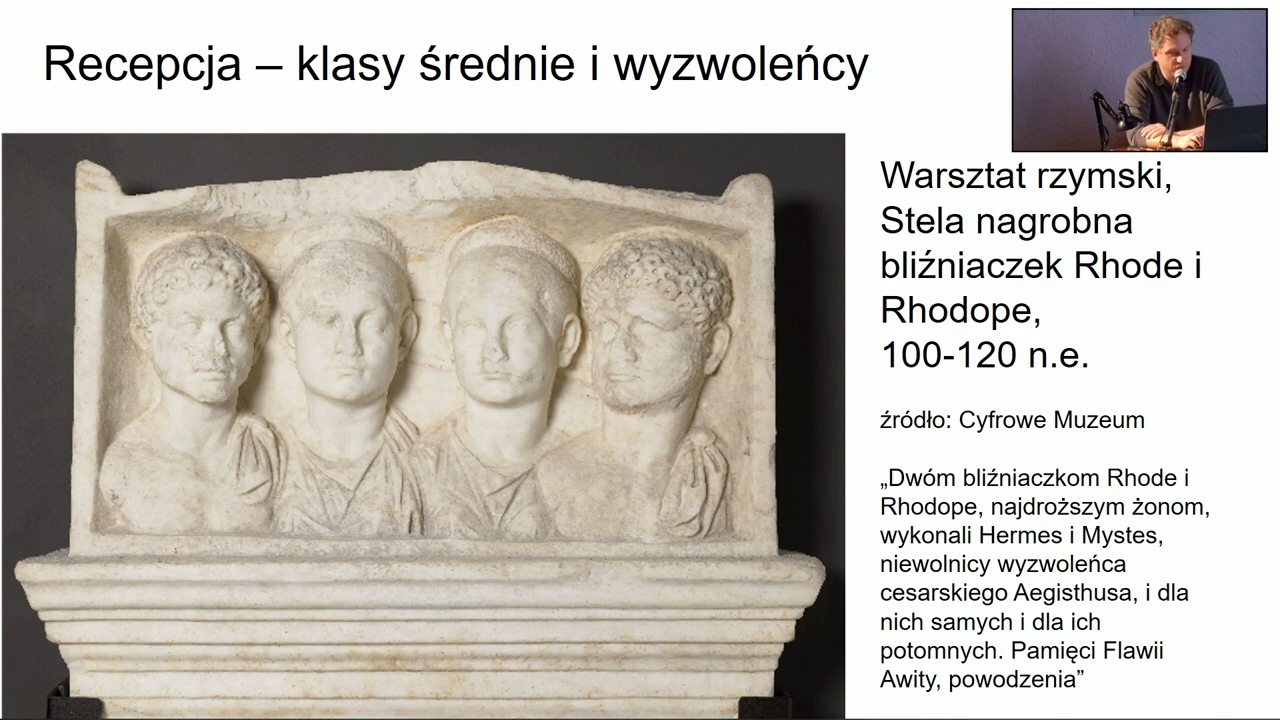 Recepcja – klasy średnie i wyzwoleńcy
Warsztat rzymski,
Stela nagrobna
bliźniaczek Rhode i
Rhodope,
100-120 n.e.
źródło: Cyfrowe Muzeum
„Dwóm bliźniaczkom Rhode i
Rhodope, najdroższym żonom,
wykonali Hermes i Mystes,
niewolnicy wyzwoleńca
cesarskiego Aegisthusa, i dla
nich samych i dla ich
potomnych. Pamięci Flawii
Awity, powodzenia”